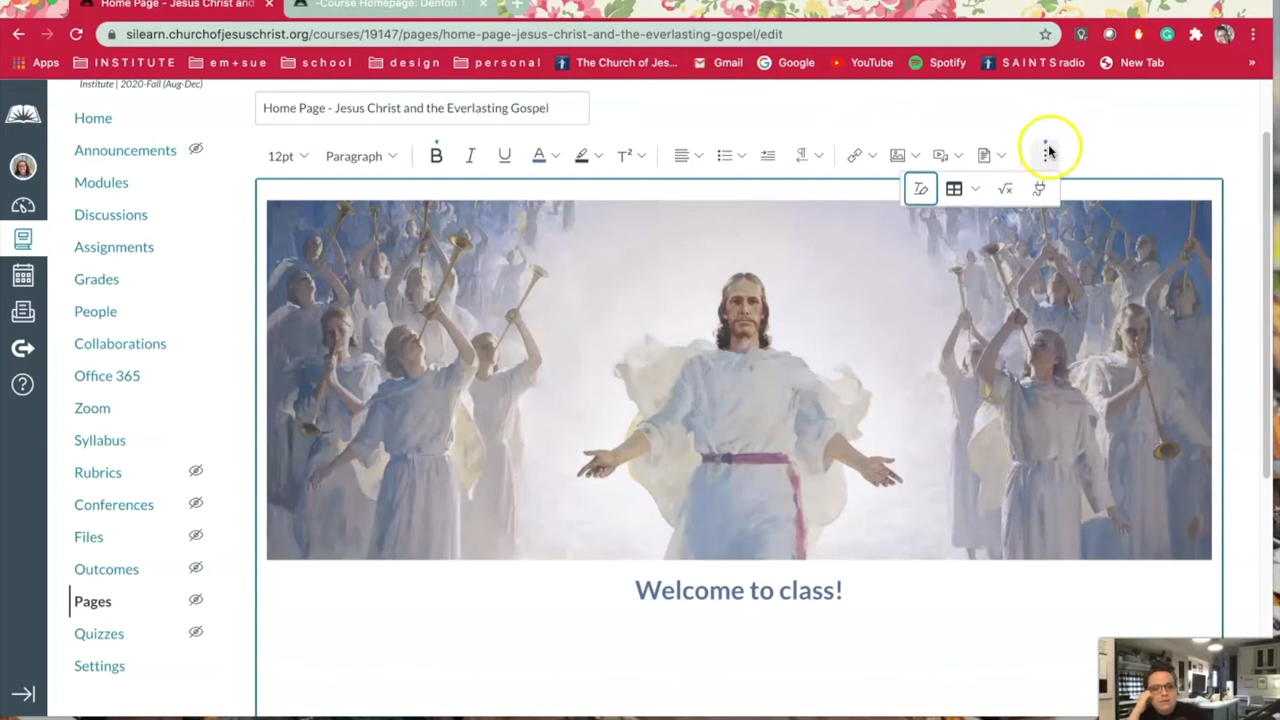 Home Page - Jesus Christ and
-Course Homepage: Denton
silearn.churchofjesuschrist.org/courses/19147/pages/home-page-jesus-christ-and-the-everlasting-gospel/edit
Apps INSTITUTE em+sue school design personal The Church of Jes... Gmail Google YouTube Spotify SAINTS radio New Tab »
Institute | 2020-Fall (Aug-Dec)
Home Page - Jesus Christ and the Everlasting Gospel
Home
12pt Paragraph B I U A T²
Announcements
Modules
Discussions
Assignments
Grades
People
Collaborations
Office 365
Zoom
Syllabus
Rubrics
Conferences
Files
Outcomes
Pages
Quizzes
Settings
Welcome to class!